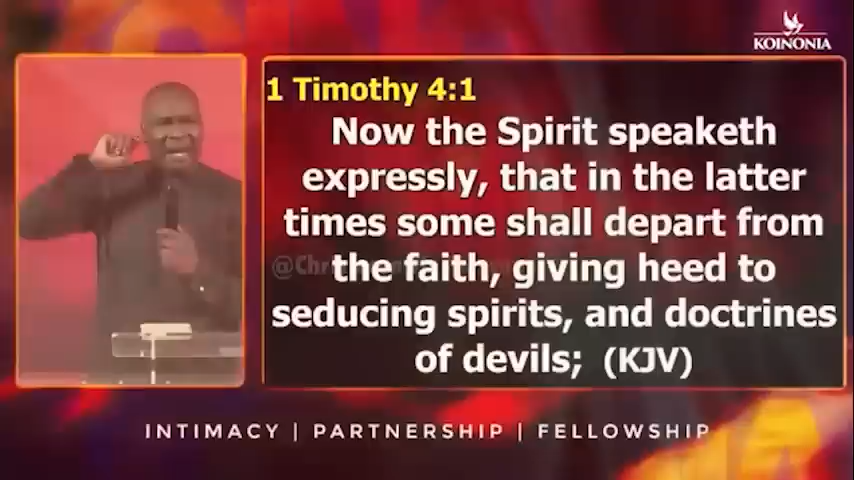 KOINONIA
1 Timothy 4:1
Now the Spirit speaketh
expressly, that in the latter
times some shall depart from
the faith, giving heed to
seducing spirits, and doctrines
of devils; (KJV)
INTIMACY | PARTNERSHIP | FELLOWSHIP